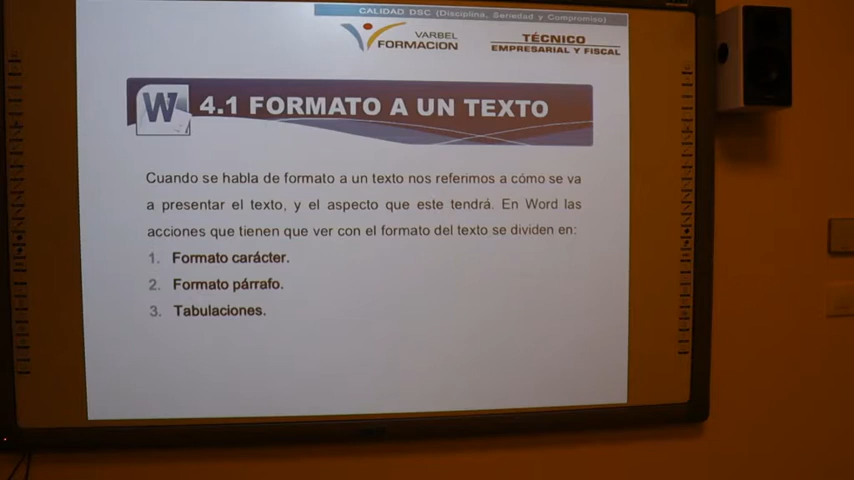 CALIDAD DSC (Disciplina, Seriedad y Compromiso)
VARBEL
FORMACION
TÉCNICO
EMPRESARIAL Y FISCAL
W
4.1 FORMATO A UN TEXTO
Cuando se habla de formato a un texto nos referimos a cómo se va
a presentar el texto, y el aspecto que este tendrá. En Word las
acciones que tienen que ver con el formato del texto se dividen en:
1. Formato carácter.
2. Formato párrafo.
3. Tabulaciones.